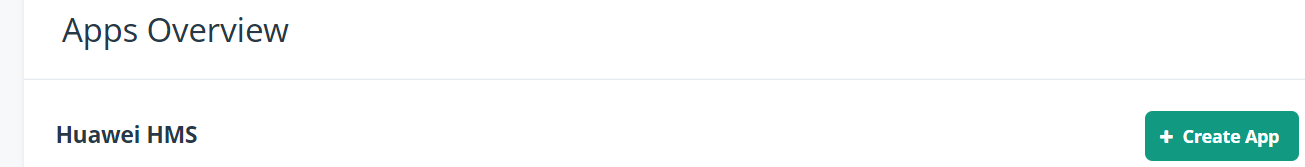 Apps Overview
Huawei HMS
+ Create App